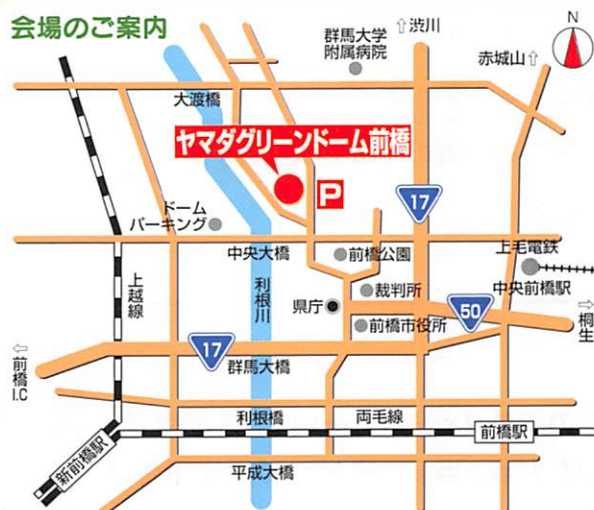 会場のご案内
群馬大学
附属病院
⇧渋川
赤城山⇧
N
大渡橋
ヤマダグリーンドーム前橋
P
17
ドーム
パーキング
中央大橋
前橋公園
上毛電鉄
中央前橋駅
上越線
利根川
裁判所
県庁
50
前橋市役所
⇨桐生
17
⇦前橋I.C
群馬大橋
利根橋
両毛線
前橋駅
新前橋駅
平成大橋